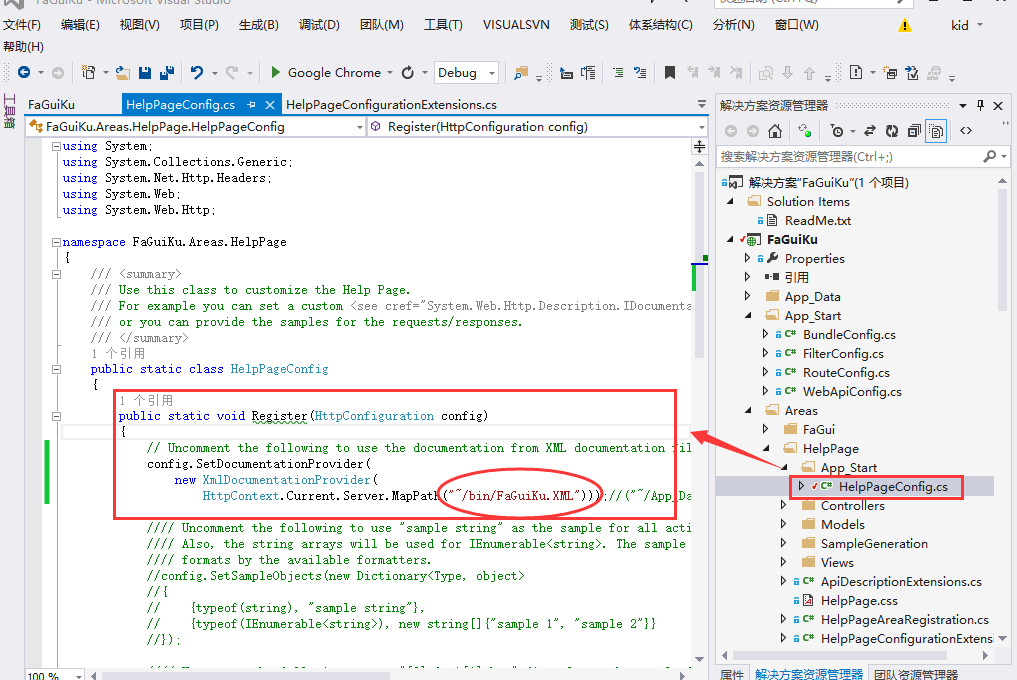 FaGuiKu - Microsoft Visual Studio
快速启动 (Ctrl+Q)
文件(F) 编辑(E) 视图(V) 项目(P) 生成(B) 调试(D) 团队(M) 工具(T) VISUALSVN 测试(S) 体系结构(C) 分析(N) 窗口(W) kid
帮助(H)
Google Chrome Debug
工具箱
FaGuiKu HelpPageConfig.cs HelpPageConfigurationExtensions.cs
FaGuiKu.Areas.HelpPage.HelpPageConfig Register(HttpConfiguration config)
using System;
using System.Collections.Generic;
using System.Net.Http.Headers;
using System.Web;
using System.Web.Http;
namespace FaGuiKu.Areas.HelpPage
{
/// <summary>
/// Use this class to customize the Help Page.
/// For example you can set a custom <see cref="System.Web.Http.Description.IDocumenta
/// or you can provide the samples for the requests/responses.
/// </summary>
1 个引用
public static class HelpPageConfig
{
1 个引用
public static void Register(HttpConfiguration config)
{
// Uncomment the following to use the documentation from XML documentation fil
config.SetDocumentationProvider(
new XmlDocumentationProvider(
HttpContext.Current.Server.MapPath("~/bin/FaGuiKu.XML")));//("~/App_Da
//// Uncomment the following to use "sample string" as the sample for all acti
//// Also, the string arrays will be used for IEnumerable<string>. The sample
//// formats by the available formatters.
//config.SetSampleObjects(new Dictionary<Type, object>
//{
// {typeof(string), "sample string"},
// {typeof(IEnumerable<string>), new string[]{"sample 1", "sample 2"}}
//});
100 %
解决方案资源管理器
搜索解决方案资源管理器(Ctrl+;)
解决方案"FaGuiKu"(1 个项目)
Solution Items
ReadMe.txt
FaGuiKu
Properties
引用
App_Data
App_Start
BundleConfig.cs
FilterConfig.cs
RouteConfig.cs
WebApiConfig.cs
Areas
FaGui
HelpPage
App_Start
HelpPageConfig.cs
Controllers
Models
SampleGeneration
Views
ApiDescriptionExtensions.cs
HelpPage.css
HelpPageAreaRegistration.cs
HelpPageConfigurationExtens
属性 解决方案资源管理器 团队资源管理器